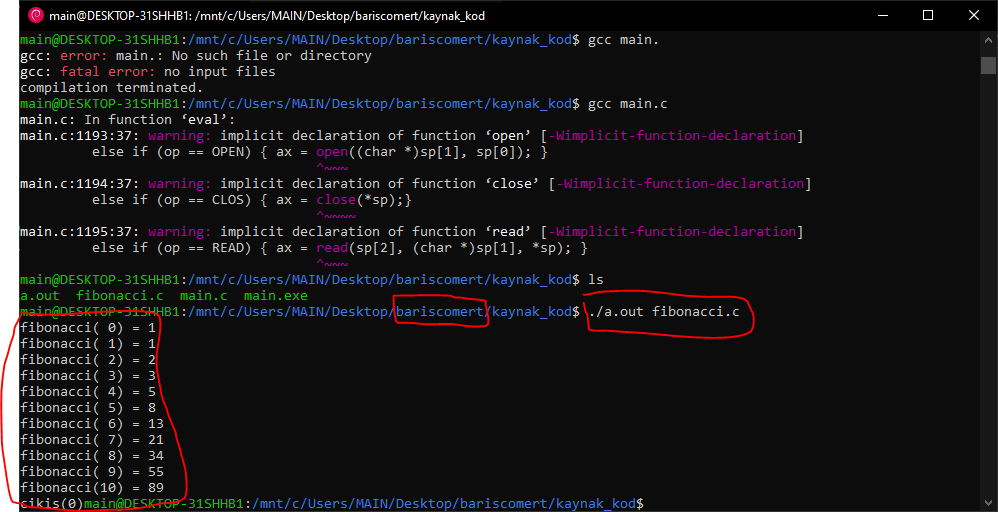 main@DESKTOP-31SHHB1: /mnt/c/Users/MAIN/Desktop/bariscomert/kaynak_kod
main@DESKTOP-31SHHB1:/mnt/c/Users/MAIN/Desktop/bariscomert/kaynak_kod$ gcc main.
gcc: error: main.: No such file or directory
gcc: fatal error: no input files
compilation terminated.
main@DESKTOP-31SHHB1:/mnt/c/Users/MAIN/Desktop/bariscomert/kaynak_kod$ gcc main.c
main.c: In function ‘eval’:
main.c:1193:37: warning: implicit declaration of function ‘open’ [-Wimplicit-function-declaration]
         else if (op == OPEN) { ax = open((char *)sp[1], sp[0]); }
                                     ^~~~
main.c:1194:37: warning: implicit declaration of function ‘close’ [-Wimplicit-function-declaration]
         else if (op == CLOS) { ax = close(*sp);}
                                     ^~~~~
main.c:1195:37: warning: implicit declaration of function ‘read’ [-Wimplicit-function-declaration]
         else if (op == READ) { ax = read(sp[2], (char *)sp[1], *sp); }
                                     ^~~~
main@DESKTOP-31SHHB1:/mnt/c/Users/MAIN/Desktop/bariscomert/kaynak_kod$ ls
a.out  fibonacci.c  main.c  main.exe
main@DESKTOP-31SHHB1:/mnt/c/Users/MAIN/Desktop/bariscomert/kaynak_kod$ ./a.out fibonacci.c
fibonacci( 0) = 1
fibonacci( 1) = 1
fibonacci( 2) = 2
fibonacci( 3) = 3
fibonacci( 4) = 5
fibonacci( 5) = 8
fibonacci( 6) = 13
fibonacci( 7) = 21
fibonacci( 8) = 34
fibonacci( 9) = 55
fibonacci(10) = 89
cikis(0)main@DESKTOP-31SHHB1:/mnt/c/Users/MAIN/Desktop/bariscomert/kaynak_kod$